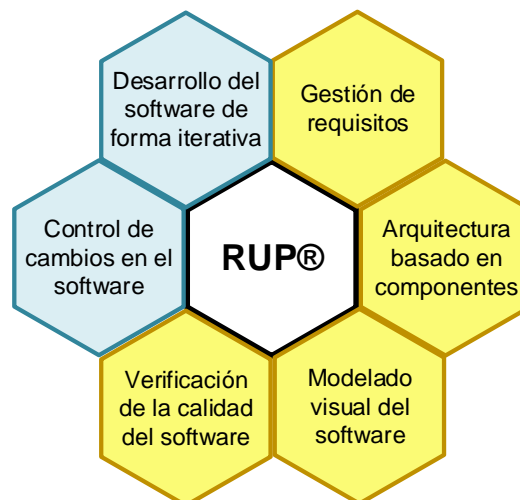 Desarrollo del
software de
forma iterativa
Gestión de
requisitos
Control de
cambios en el
software
RUP®
Arquitectura
basado en
componentes
Verificación
de la calidad
del software
Modelado
visual del
software